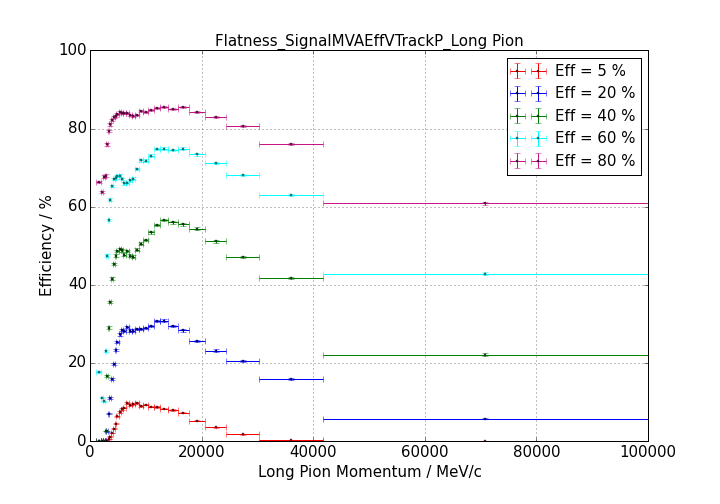 Flatness_SignalMVAEffVTrackP_Long Pion
100
80
60
40
20
0
Efficiency / %
Eff = 5 %
Eff = 20 %
Eff = 40 %
Eff = 60 %
Eff = 80 %
0 20000 40000 60000 80000 100000
Long Pion Momentum / MeV/c